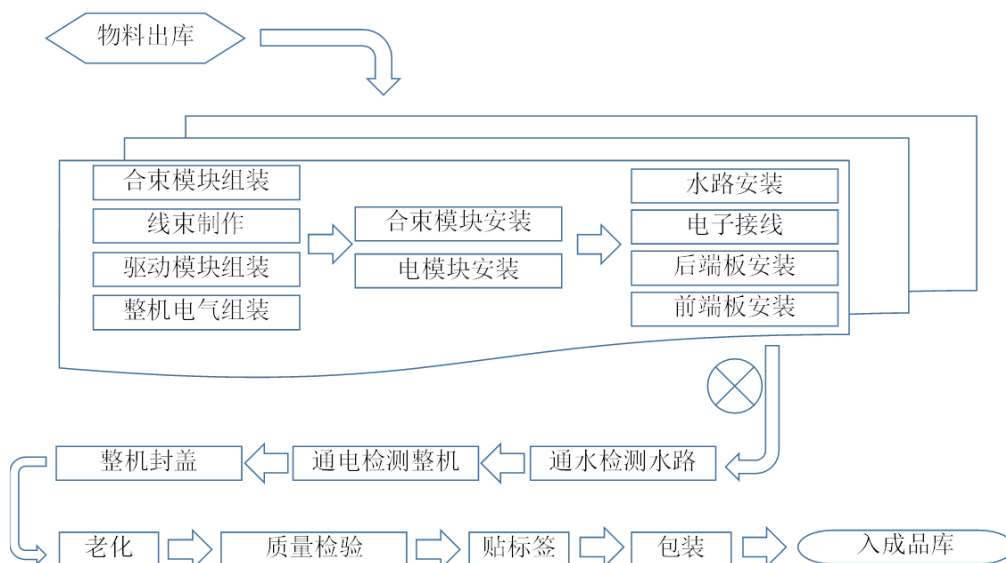 物料出库
合束模块组装
线束制作
驱动模块组装
整机电气组装
合束模块安装
电模块安装
水路安装
电子接线
后端板安装
前端板安装
整机封盖
通电检测整机
通水检测水路
老化
质量检验
贴标签
包装
入成品库